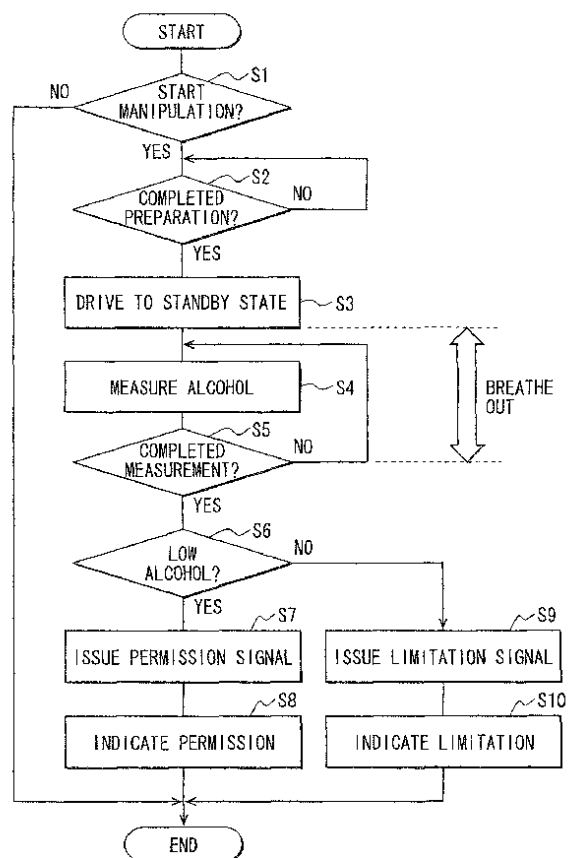 START
S1
NO
START
MANIPULATION?
YES
S2
NO
COMPLETED
PREPARATION?
YES
DRIVE TO STANDBY STATE
S3
MEASURE ALCOHOL
S4
BREATHE
OUT
S5
COMPLETED
MEASUREMENT?
NO
YES
S6
NO
LOW
ALCOHOL?
YES
S7
S9
ISSUE PERMISSION SIGNAL
ISSUE LIMITATION SIGNAL
S8
S10
INDICATE PERMISSION
INDICATE LIMITATION
END